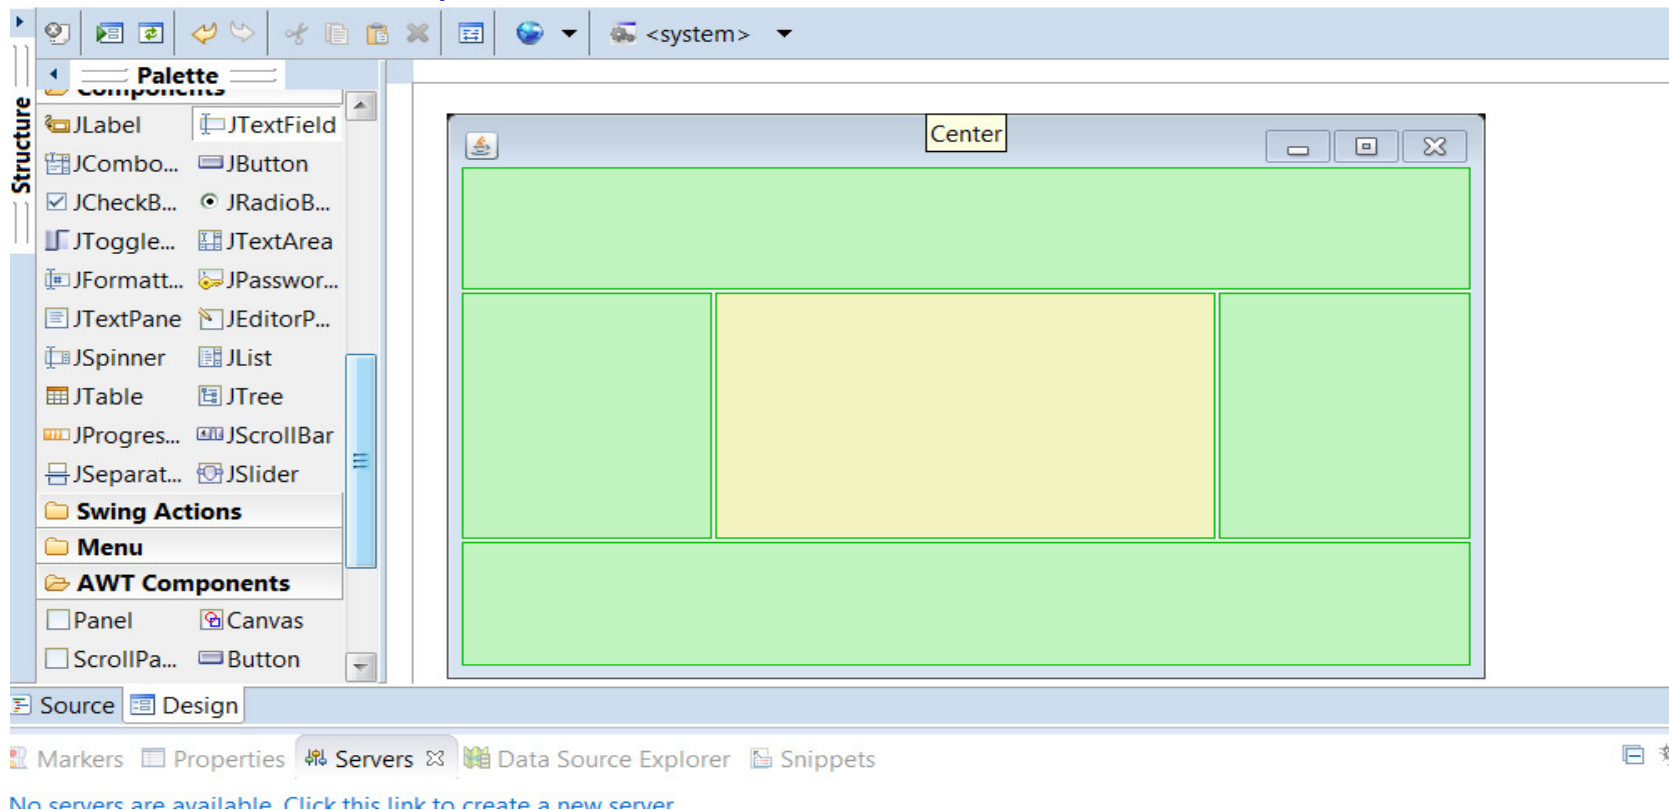 <system>
Palette
Components
Structure
JLabel JTextField
JCombo... JButton
JCheckB... JRadioB...
JToggle... JTextArea
JFormatt... JPasswor...
JTextPane JEditorP...
JSpinner JList
JTable JTree
JProgres... JScrollBar
JSeparat... JSlider
Swing Actions
Menu
AWT Components
Panel Canvas
ScrollPa... Button
Center
Source Design
Markers Properties Servers Data Source Explorer Snippets
No servers are available. Click this link to create a new server